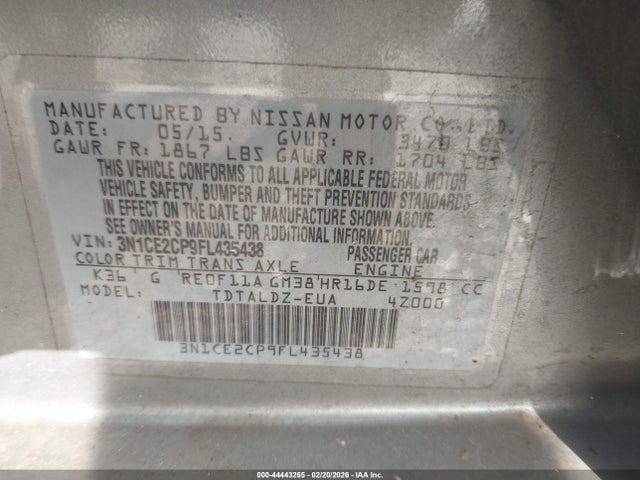 MANUFACTURED BY NISSAN MOTOR CO., LTD.
DATE: 05/15. GVWR: 3470 LBS
GAWR FR: 1867 LBS GAWR RR: 1704 LBS
THIS VEHICLE CONFORMS TO ALL APPLICABLE FEDERAL MOTOR
VEHICLE SAFETY, BUMPER AND THEFT PREVENTION STANDARDS
IN EFFECT ON THE DATE OF MANUFACTURE SHOWN ABOVE.
SEE OWNER'S MANUAL FOR ADDITIONAL INFORMATION.
VIN: 3N1CE2CP9FL435438 PASSENGER CAR
COLOR TRIM TRANS AXLE ENGINE
K36 G RE0F11A GM38 HR16DE 1598 CC
MODEL: TDTALDZ-EUA 4Z000
3N1CE2CP9FL435438
000-44443265 - 02/20/2026 - IAA, Inc.